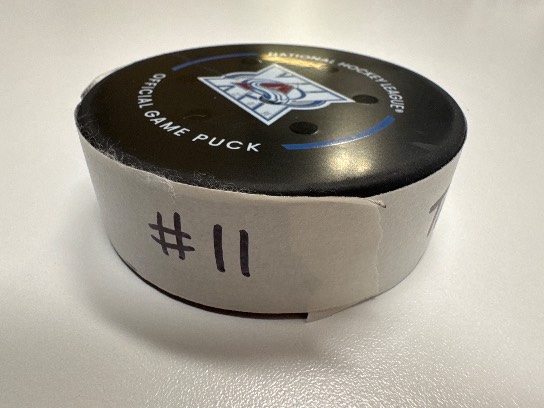 NATIONAL HOCKEY LEAGUE®
OFFICIAL GAME PUCK
#11